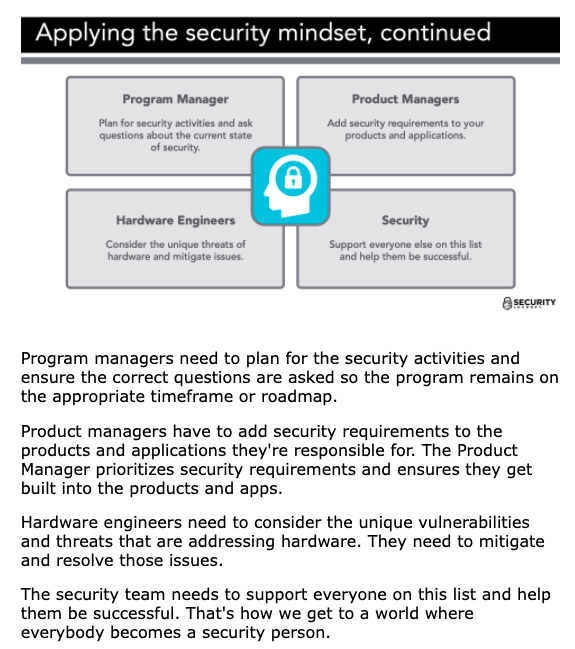 Applying the security mindset, continued
Program Manager
Plan for security activities and ask
questions about the current state
of security.
Product Managers
Add security requirements to your
products and applications.
Hardware Engineers
Consider the unique threats of
hardware and mitigate issues.
Security
Support everyone else on this list
and help them be successful.
SECURITY
JOURNEY
Program managers need to plan for the security activities and
ensure the correct questions are asked so the program remains on
the appropriate timeframe or roadmap.
Product managers have to add security requirements to the
products and applications they're responsible for. The Product
Manager prioritizes security requirements and ensures they get
built into the products and apps.
Hardware engineers need to consider the unique vulnerabilities
and threats that are addressing hardware. They need to mitigate
and resolve those issues.
The security team needs to support everyone on this list and help
them be successful. That's how we get to a world where
everybody becomes a security person.